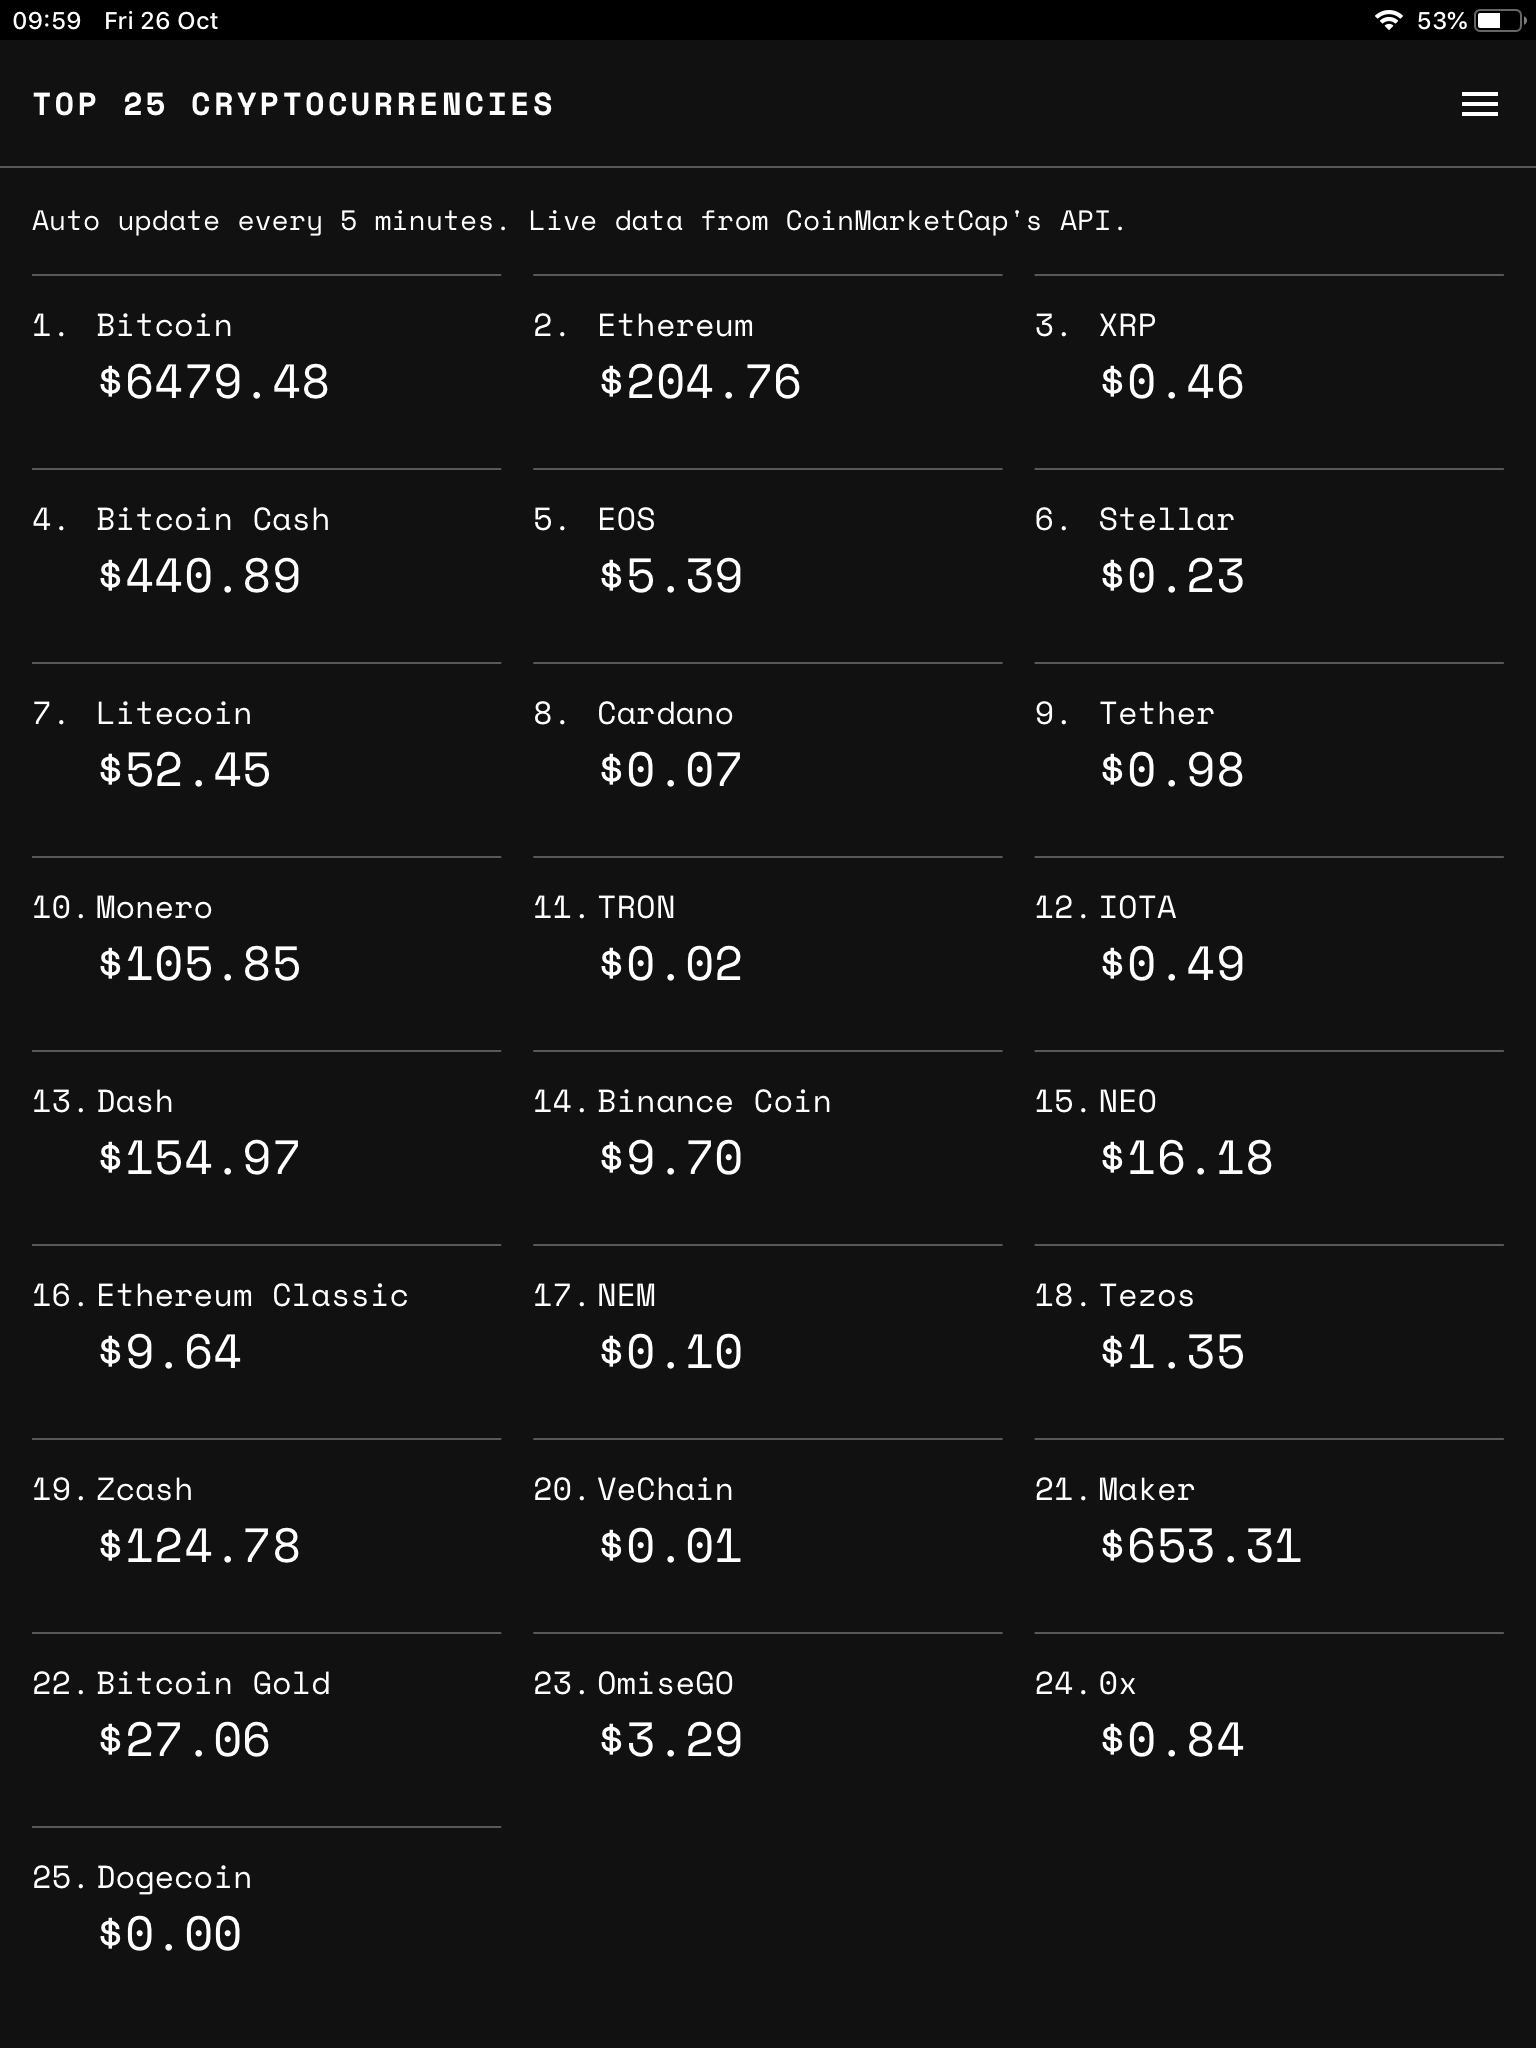 09:59 Fri 26 Oct 53%
TOP 25 CRYPTOCURRENCIES
Auto update every 5 minutes. Live data from CoinMarketCap's API.
1. Bitcoin
$6479.48
2. Ethereum
$204.76
3. XRP
$0.46
4. Bitcoin Cash
$440.89
5. EOS
$5.39
6. Stellar
$0.23
7. Litecoin
$52.45
8. Cardano
$0.07
9. Tether
$0.98
10. Monero
$105.85
11. TRON
$0.02
12. IOTA
$0.49
13. Dash
$154.97
14. Binance Coin
$9.70
15. NEO
$16.18
16. Ethereum Classic
$9.64
17. NEM
$0.10
18. Tezos
$1.35
19. Zcash
$124.78
20. VeChain
$0.01
21. Maker
$653.31
22. Bitcoin Gold
$27.06
23. OmiseGO
$3.29
24. 0x
$0.84
25. Dogecoin
$0.00